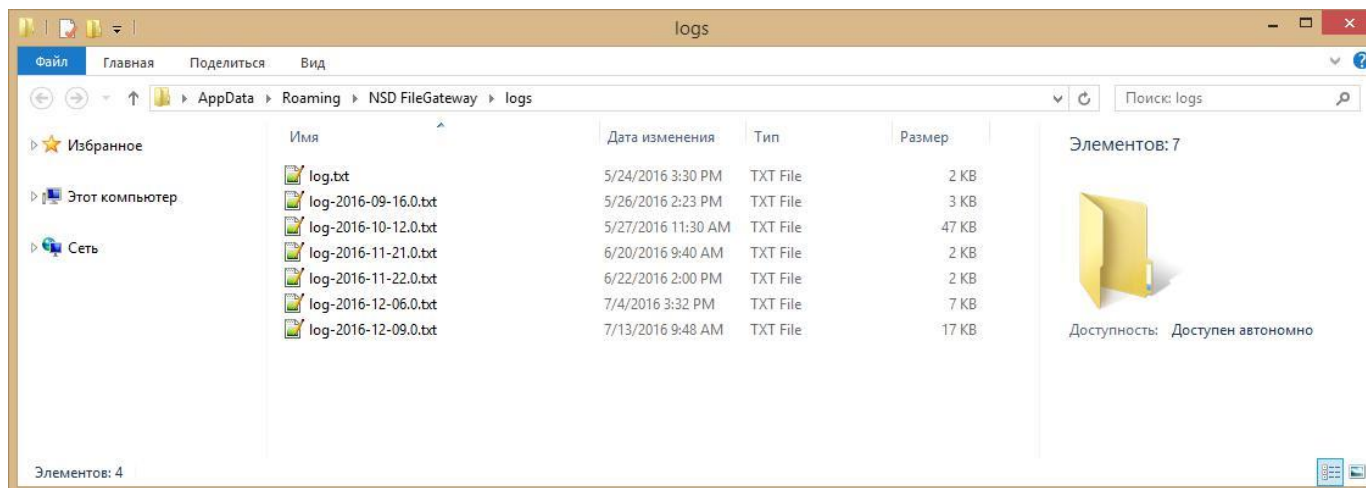 logs
Файл Главная Поделиться Вид
AppData Roaming NSD FileGateway logs Поиск: logs
Избранное
Этот компьютер
Сеть
Имя Дата изменения Тип Размер
log.txt 5/24/2016 3:30 PM TXT File 2 KB
log-2016-09-16.0.txt 5/26/2016 2:23 PM TXT File 3 KB
log-2016-10-12.0.txt 5/27/2016 11:30 AM TXT File 47 KB
log-2016-11-21.0.txt 6/20/2016 9:40 AM TXT File 2 KB
log-2016-11-22.0.txt 6/22/2016 2:00 PM TXT File 2 KB
log-2016-12-06.0.txt 7/4/2016 3:32 PM TXT File 7 KB
log-2016-12-09.0.txt 7/13/2016 9:48 AM TXT File 17 KB
Элементов: 7
Доступность: Доступен автономно
Элементов: 4